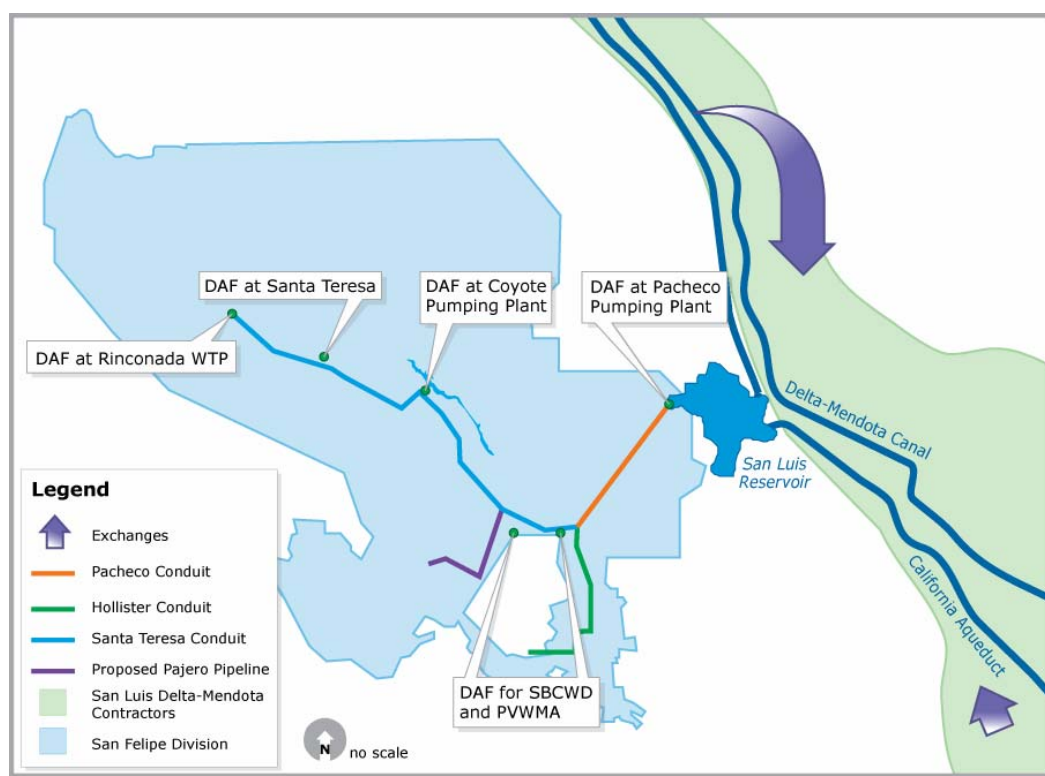 DAF at Santa Teresa
DAF at Coyote
Pumping Plant
DAF at Pacheco
Pumping Plant
DAF at Rinconada WTP
Delta-Mendota Canal
San Luis
Reservoir
California Aqueduct
DAF for SBCWD
and PVWMA
Legend
Exchanges
Pacheco Conduit
Hollister Conduit
Santa Teresa Conduit
Proposed Pajero Pipeline
San Luis Delta-Mendota
Contractors
San Felipe Division
N
no scale